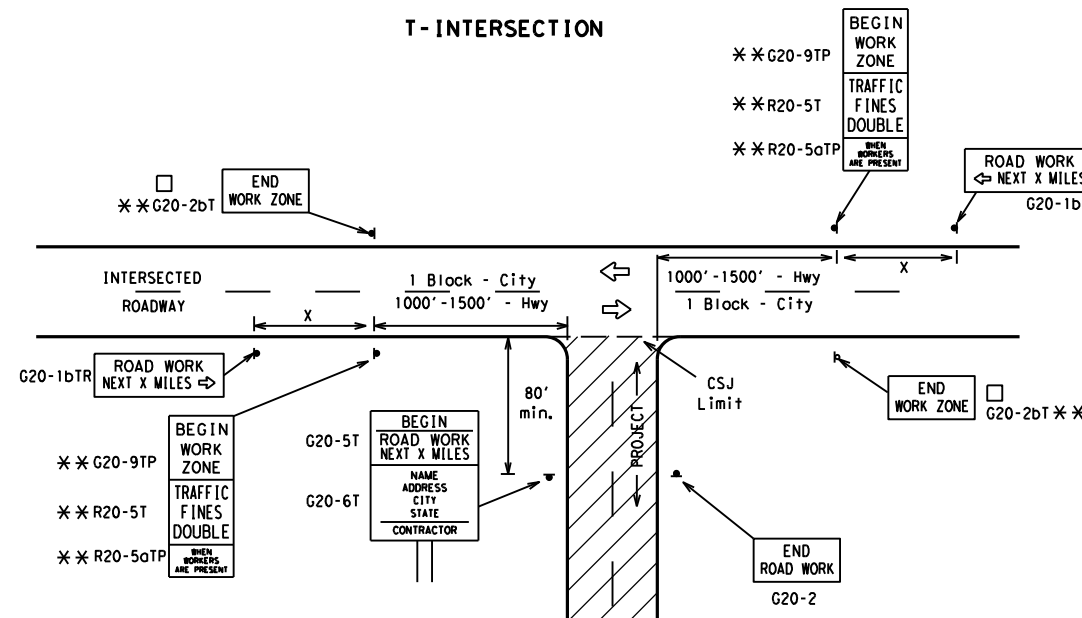 T-INTERSECTION
BEGIN
WORK
ZONE
TRAFFIC
FINES
DOUBLE
WHEN
WORKERS
ARE PRESENT
**G20-9TP
**R20-5T
**R20-5aTP
ROAD WORK
⇦ NEXT X MILES
G20-1b
END
WORK ZONE
□
**G20-2bT
INTERSECTED
ROADWAY
1 Block - City
1000'-1500' - Hwy
X
1000'-1500' - Hwy
1 Block - City
X
G20-1bTR
ROAD WORK
NEXT X MILES ⇨
80'
min.
PROJECT
CSJ
Limit
END
WORK ZONE
□
G20-2bT **
BEGIN
WORK
ZONE
TRAFFIC
FINES
DOUBLE
WHEN
WORKERS
ARE PRESENT
**G20-9TP
**R20-5T
**R20-5aTP
G20-5T
BEGIN
ROAD WORK
NEXT X MILES
G20-6T
NAME
ADDRESS
CITY
STATE
CONTRACTOR
END
ROAD WORK
G20-2